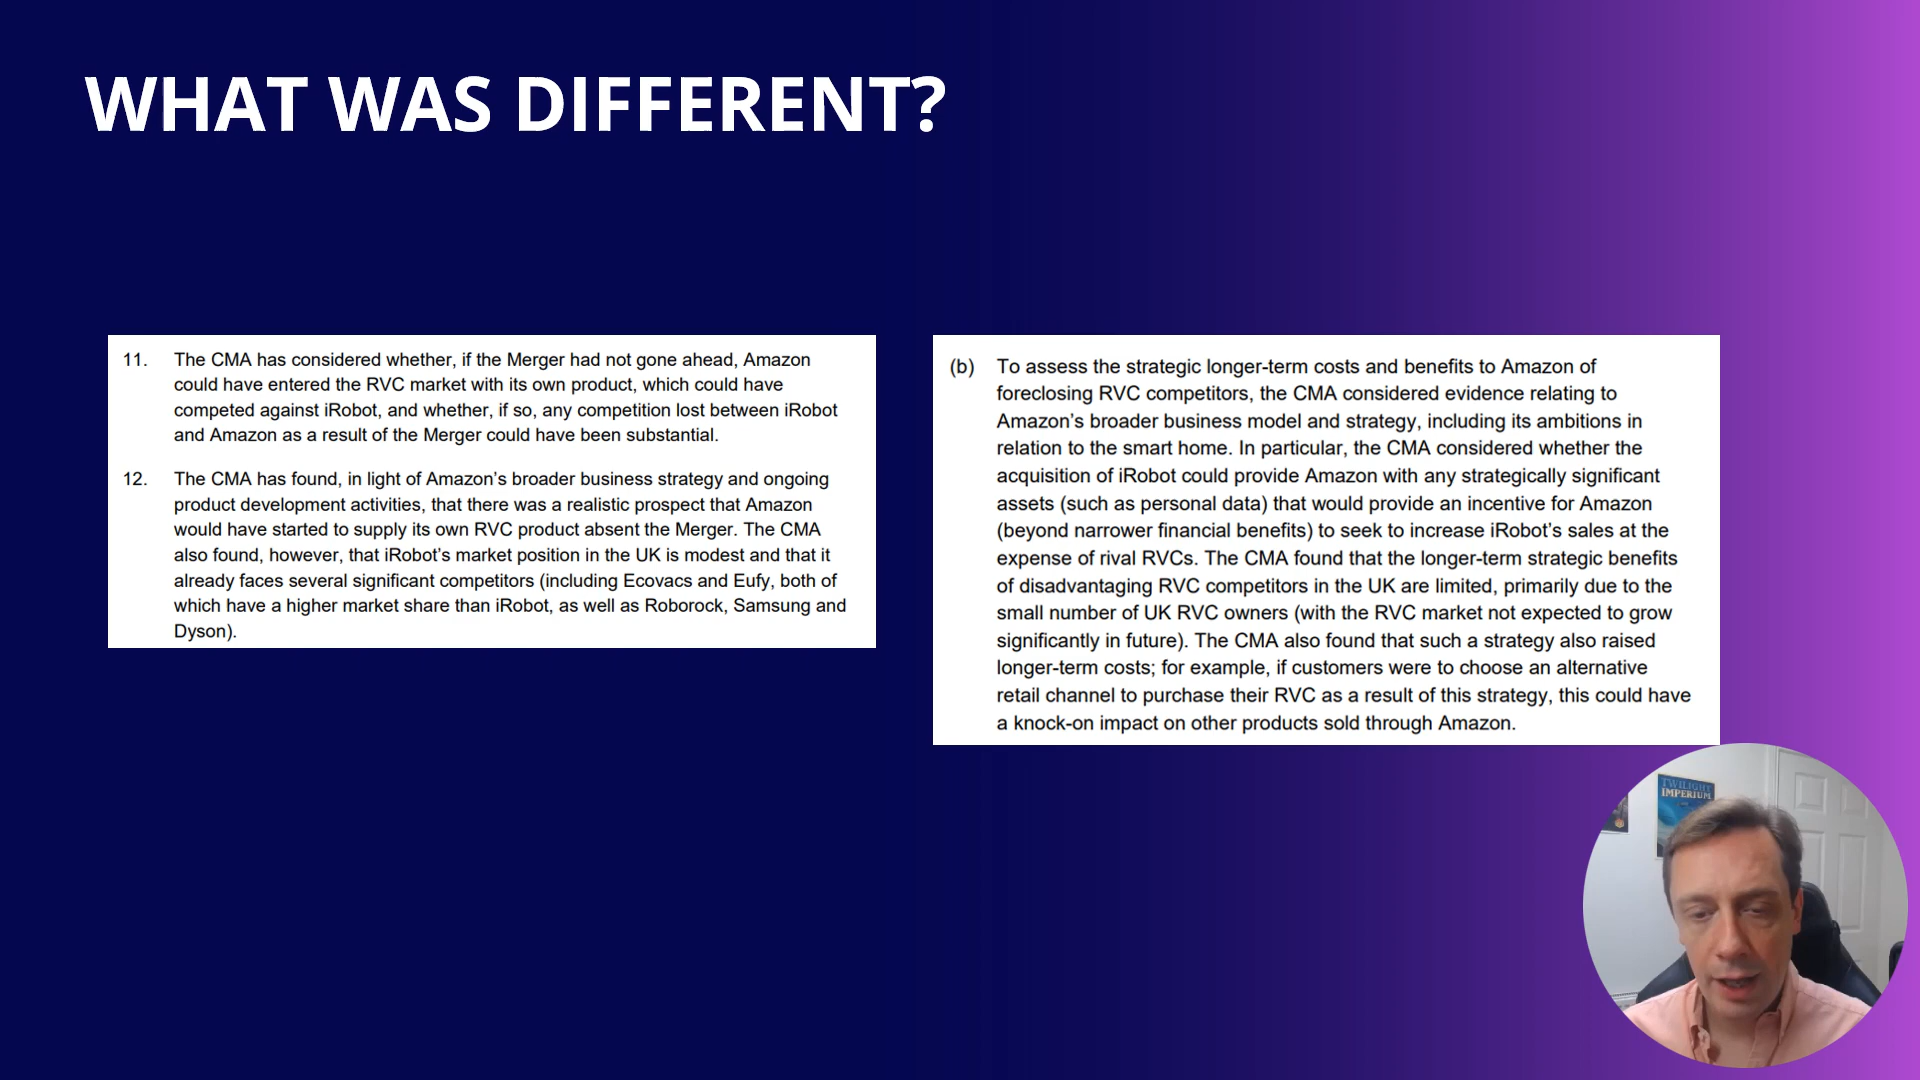 WHAT WAS DIFFERENT?
11. The CMA has considered whether, if the Merger had not gone ahead, Amazon
could have entered the RVC market with its own product, which could have
competed against iRobot, and whether, if so, any competition lost between iRobot
and Amazon as a result of the Merger could have been substantial.
12. The CMA has found, in light of Amazon’s broader business strategy and ongoing
product development activities, that there was a realistic prospect that Amazon
would have started to supply its own RVC product absent the Merger. The CMA
also found, however, that iRobot’s market position in the UK is modest and that it
already faces several significant competitors (including Ecovacs and Eufy, both of
which have a higher market share than iRobot, as well as Roborock, Samsung and
Dyson).
(b) To assess the strategic longer-term costs and benefits to Amazon of
foreclosing RVC competitors, the CMA considered evidence relating to
Amazon’s broader business model and strategy, including its ambitions in
relation to the smart home. In particular, the CMA considered whether the
acquisition of iRobot could provide Amazon with any strategically significant
assets (such as personal data) that would provide an incentive for Amazon
(beyond narrower financial benefits) to seek to increase iRobot’s sales at the
expense of rival RVCs. The CMA found that the longer-term strategic benefits
of disadvantaging RVC competitors in the UK are limited, primarily due to the
small number of UK RVC owners (with the RVC market not expected to grow
significantly in future). The CMA also found that such a strategy also raised
longer-term costs; for example, if customers were to choose an alternative
retail channel to purchase their RVC as a result of this strategy, this could have
a knock-on impact on other products sold through Amazon.
TWILIGHT
IMPERIUM